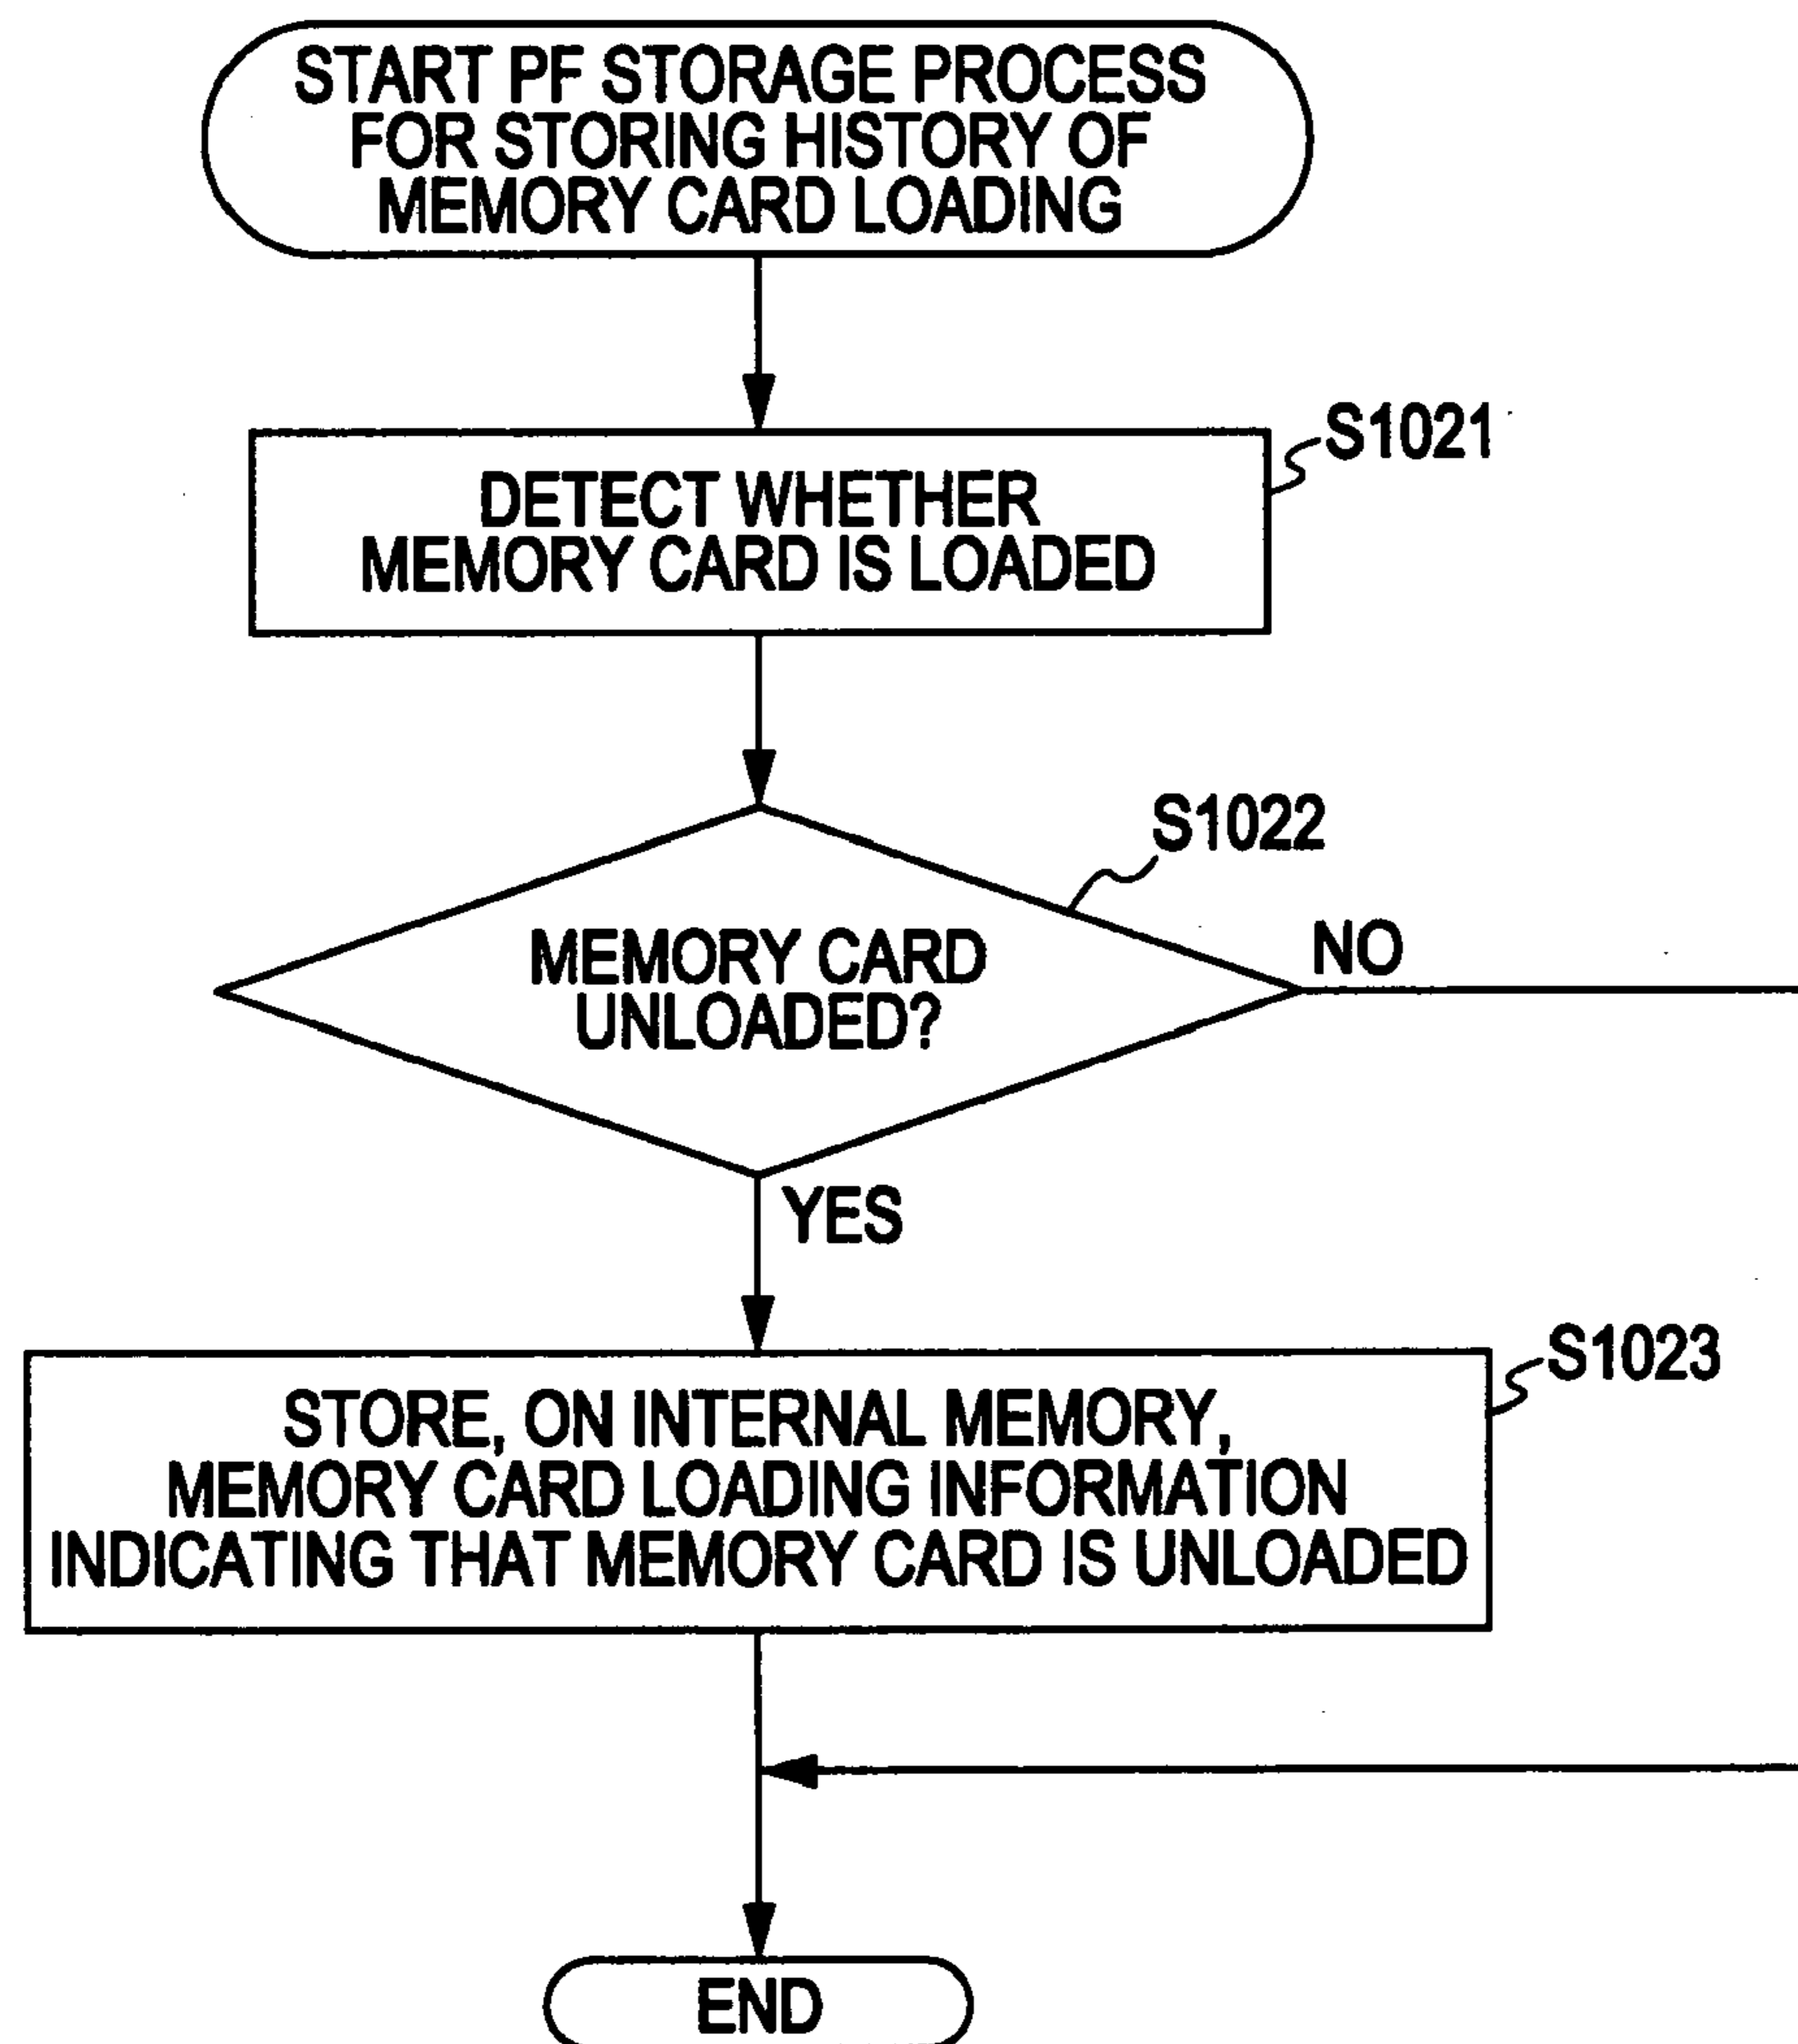 START PF STORAGE PROCESS
FOR STORING HISTORY OF
MEMORY CARD LOADING
S1021
DETECT WHETHER
MEMORY CARD IS LOADED
S1022
MEMORY CARD
UNLOADED?
NO
YES
S1023
STORE, ON INTERNAL MEMORY,
MEMORY CARD LOADING INFORMATION
INDICATING THAT MEMORY CARD IS UNLOADED
END